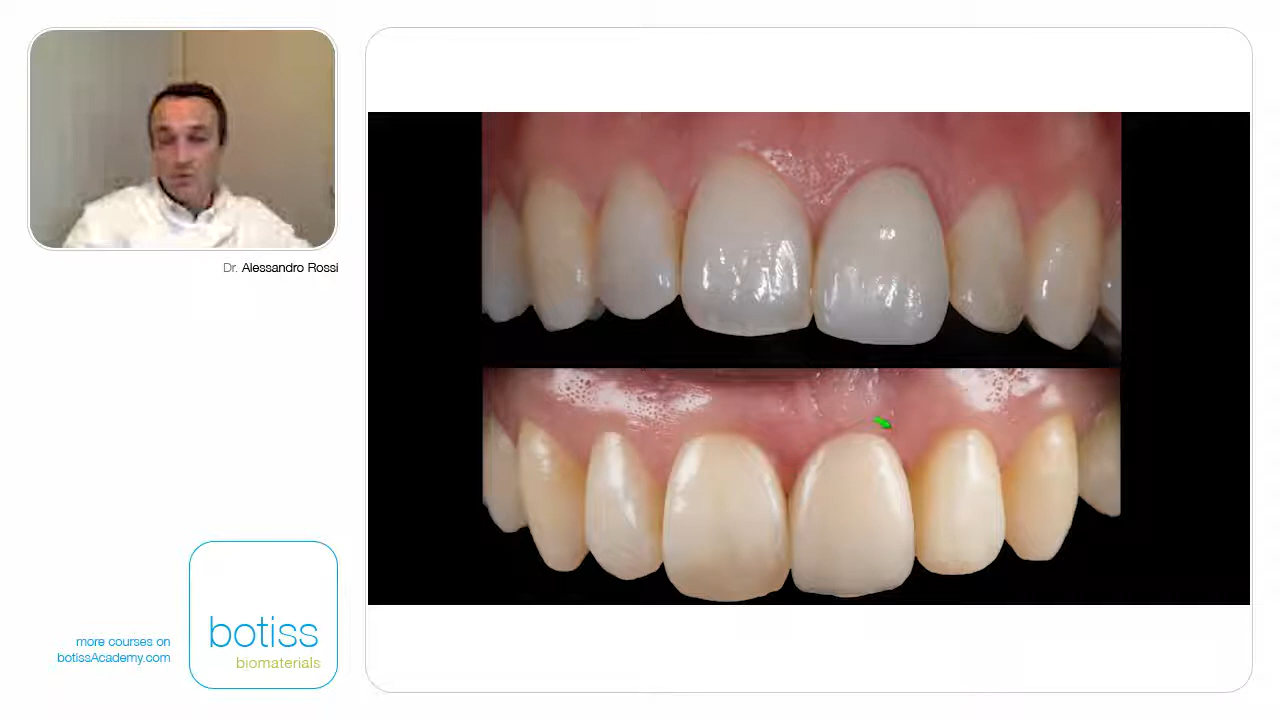 Dr. Alessandro Rossi
more courses on
botissAcademy.com
botiss
biomaterials